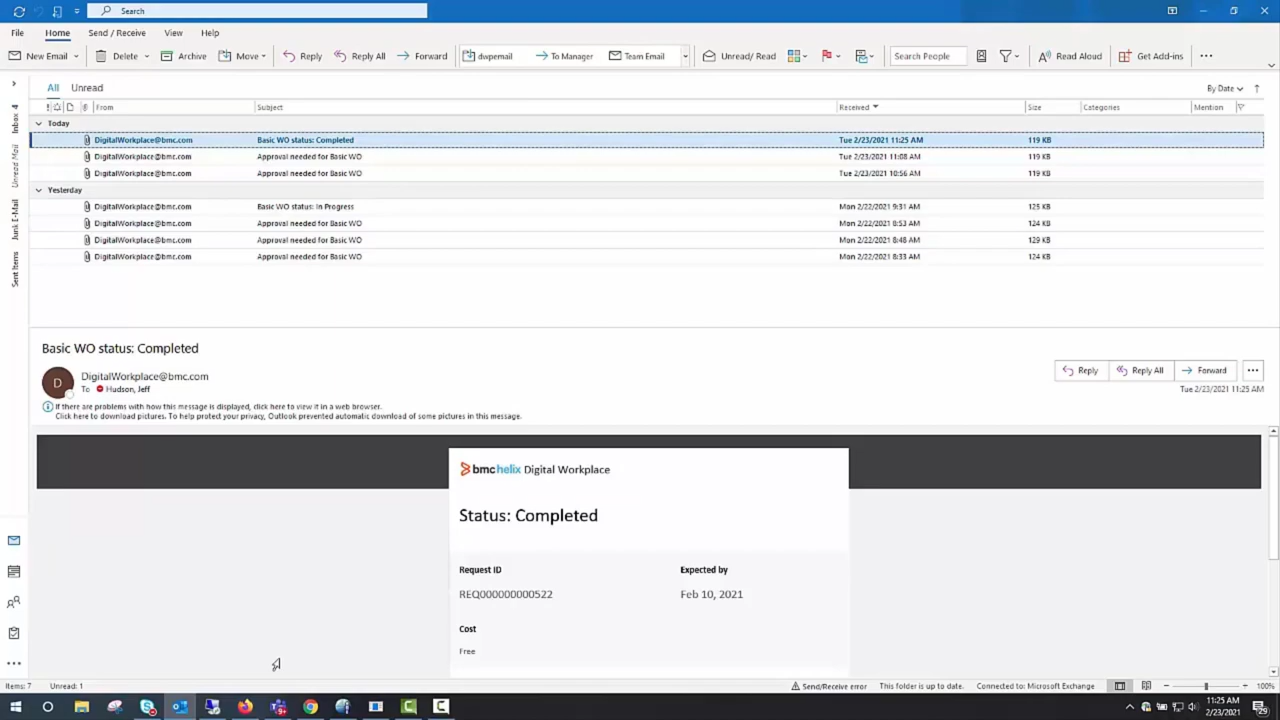 Search
File Home Send / Receive View Help
New Email Delete Archive Move Reply Reply All Forward dwpemail To Manager Team Email Unread/ Read Search People Read Aloud Get Add-ins
All Unread By Date
From Subject Received Size Categories Mention
Today
DigitalWorkplace@bmc.com Basic WO status: Completed Tue 2/23/2021 11:25 AM 119 KB
DigitalWorkplace@bmc.com Approval needed for Basic WO Tue 2/23/2021 11:08 AM 119 KB
DigitalWorkplace@bmc.com Approval needed for Basic WO Tue 2/23/2021 10:56 AM 119 KB
Yesterday
DigitalWorkplace@bmc.com Basic WO status: In Progress Mon 2/22/2021 9:31 AM 125 KB
DigitalWorkplace@bmc.com Approval needed for Basic WO Mon 2/22/2021 8:53 AM 124 KB
DigitalWorkplace@bmc.com Approval needed for Basic WO Mon 2/22/2021 8:48 AM 129 KB
DigitalWorkplace@bmc.com Approval needed for Basic WO Mon 2/22/2021 8:33 AM 124 KB
Inbox 4
Unread Mail
Junk E-Mail
Sent Items
Basic WO status: Completed
D
DigitalWorkplace@bmc.com
To Hudson, Jeff
Reply Reply All Forward
Tue 2/23/2021 11:25 AM
If there are problems with how this message is displayed, click here to view it in a web browser.
Click here to download pictures. To help protect your privacy, Outlook prevented automatic download of some pictures in this message.
bmchelix Digital Workplace
Status: Completed
Request ID Expected by
REQ000000000522 Feb 10, 2021
Cost
Free
Items: 7 Unread: 1 Send/Receive error This folder is up to date. Connected to: Microsoft Exchange 100%
11:25 AM
2/23/2021